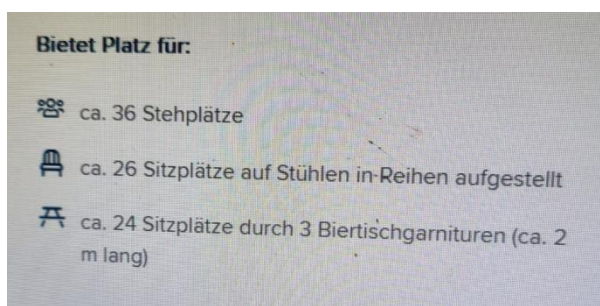 Bietet Platz für:
ca. 36 Stehplätze
ca. 26 Sitzplätze auf Stühlen in Reihen aufgestellt
ca. 24 Sitzplätze durch 3 Biertischgarnituren (ca. 2
m lang)